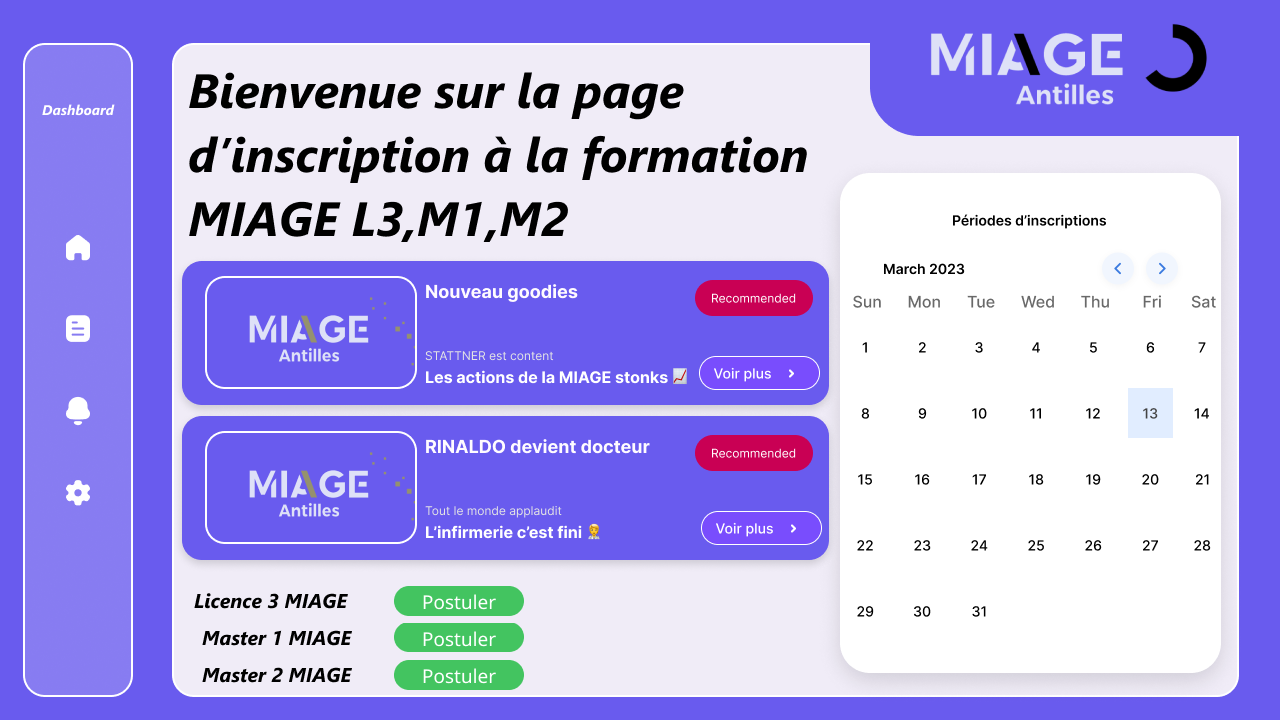 MIAGE
Antilles
Dashboard
Bienvenue sur la page
d’inscription à la formation
MIAGE L3,M1,M2
MIAGE
Antilles
Nouveau goodies
Recommended
STATTNER est content
Les actions de la MIAGE stonks 📈
Voir plus
MIAGE
Antilles
RINALDO devient docteur
Recommended
Tout le monde applaudit
L’infirmerie c’est fini 🧑‍⚕️
Voir plus
Licence 3 MIAGE Postuler
Master 1 MIAGE Postuler
Master 2 MIAGE Postuler
Périodes d’inscriptions
March 2023
Sun Mon Tue Wed Thu Fri Sat
1 2 3 4 5 6 7
8 9 10 11 12 13 14
15 16 17 18 19 20 21
22 23 24 25 26 27 28
29 30 31